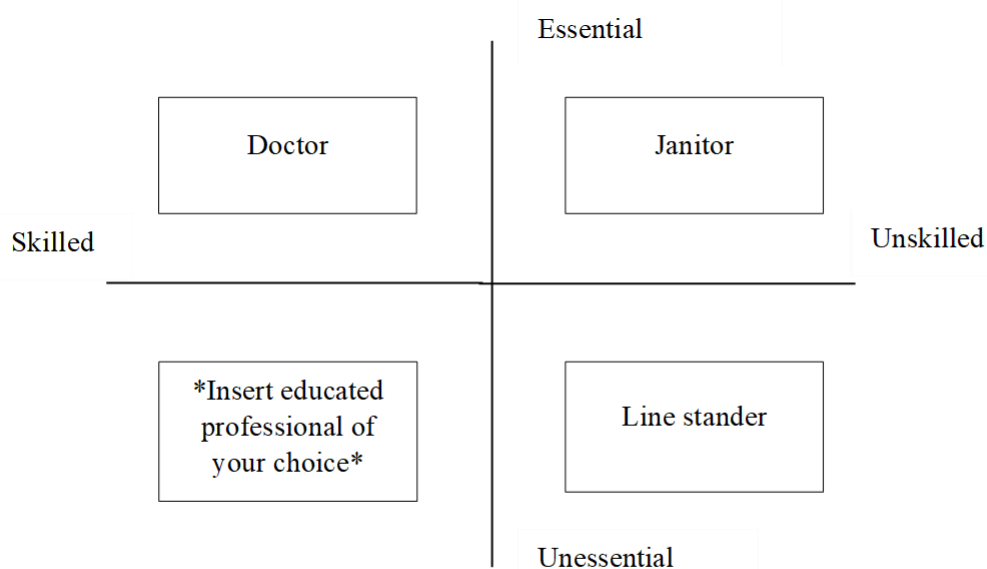 Essential
Doctor
Janitor
Skilled
Unskilled
*Insert educated
professional of
your choice*
Line stander
Unessential